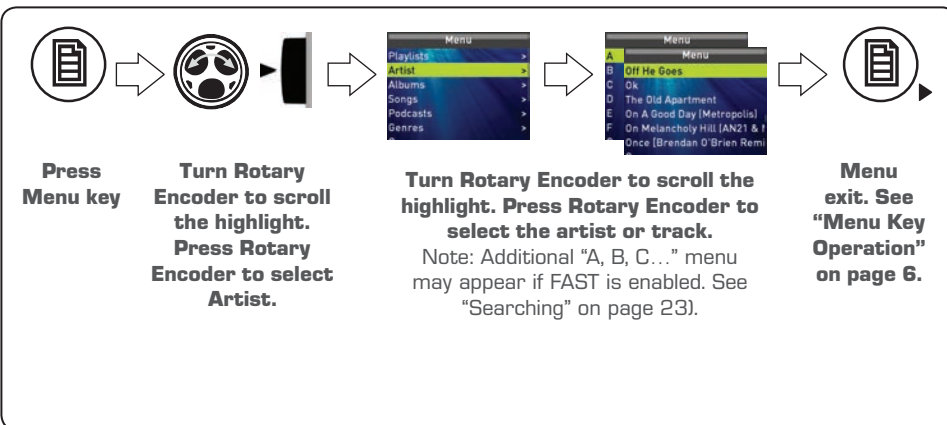 Press
Menu key
Turn Rotary
Encoder to scroll
the highlight.
Press Rotary
Encoder to select
Artist.
Menu
Playlists >
Artist >
Albums >
Songs >
Podcasts >
Genres >
Menu
A
B
C
D
E
F
Menu
Off He Goes
Ok
The Old Apartment
On A Good Day (Metropolis)
On Melancholy Hill (AN21 &
Once (Brendan O'Brien Remi
Turn Rotary Encoder to scroll the
highlight. Press Rotary Encoder to
select the artist or track.
Note: Additional “A, B, C…” menu
may appear if FAST is enabled. See
“Searching” on page 23).
Menu
exit. See
“Menu Key
Operation”
on page 6.